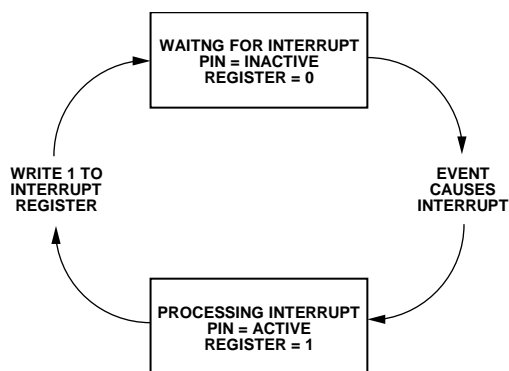 WAITNG FOR INTERRUPT
PIN = INACTIVE
REGISTER = 0
EVENT
CAUSES
INTERRUPT
PROCESSING INTERRUPT
PIN = ACTIVE
REGISTER = 1
WRITE 1 TO
INTERRUPT
REGISTER